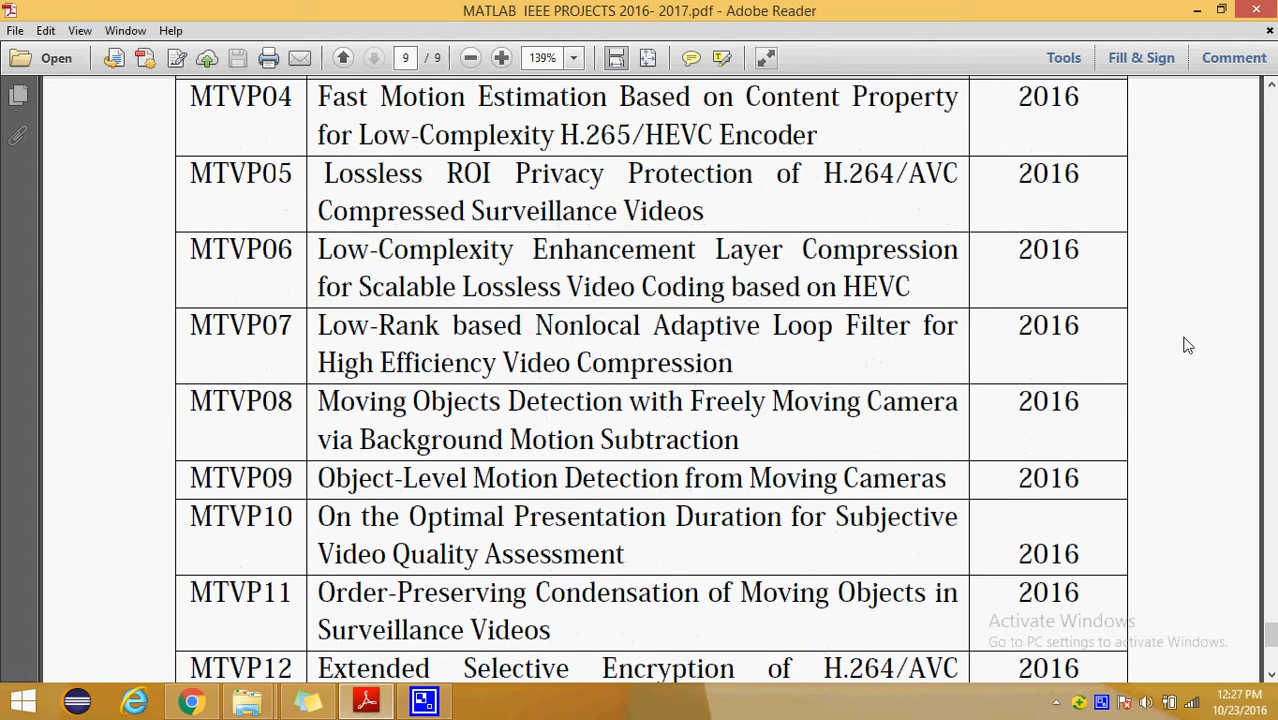 MATLAB IEEE PROJECTS 2016- 2017.pdf - Adobe Reader
File Edit View Window Help
Open 9 / 9 139% Tools Fill & Sign Comment
MTVP04 Fast Motion Estimation Based on Content Property 2016
for Low-Complexity H.265/HEVC Encoder
MTVP05 Lossless ROI Privacy Protection of H.264/AVC 2016
Compressed Surveillance Videos
MTVP06 Low-Complexity Enhancement Layer Compression 2016
for Scalable Lossless Video Coding based on HEVC
MTVP07 Low-Rank based Nonlocal Adaptive Loop Filter for 2016
High Efficiency Video Compression
MTVP08 Moving Objects Detection with Freely Moving Camera 2016
via Background Motion Subtraction
MTVP09 Object-Level Motion Detection from Moving Cameras 2016
MTVP10 On the Optimal Presentation Duration for Subjective
Video Quality Assessment 2016
MTVP11 Order-Preserving Condensation of Moving Objects in 2016
Surveillance Videos
Activate Windows
Go to PC settings to activate Windows.
MTVP12 Extended Selective Encryption of H.264/AVC 2016
12:27 PM
10/23/2016